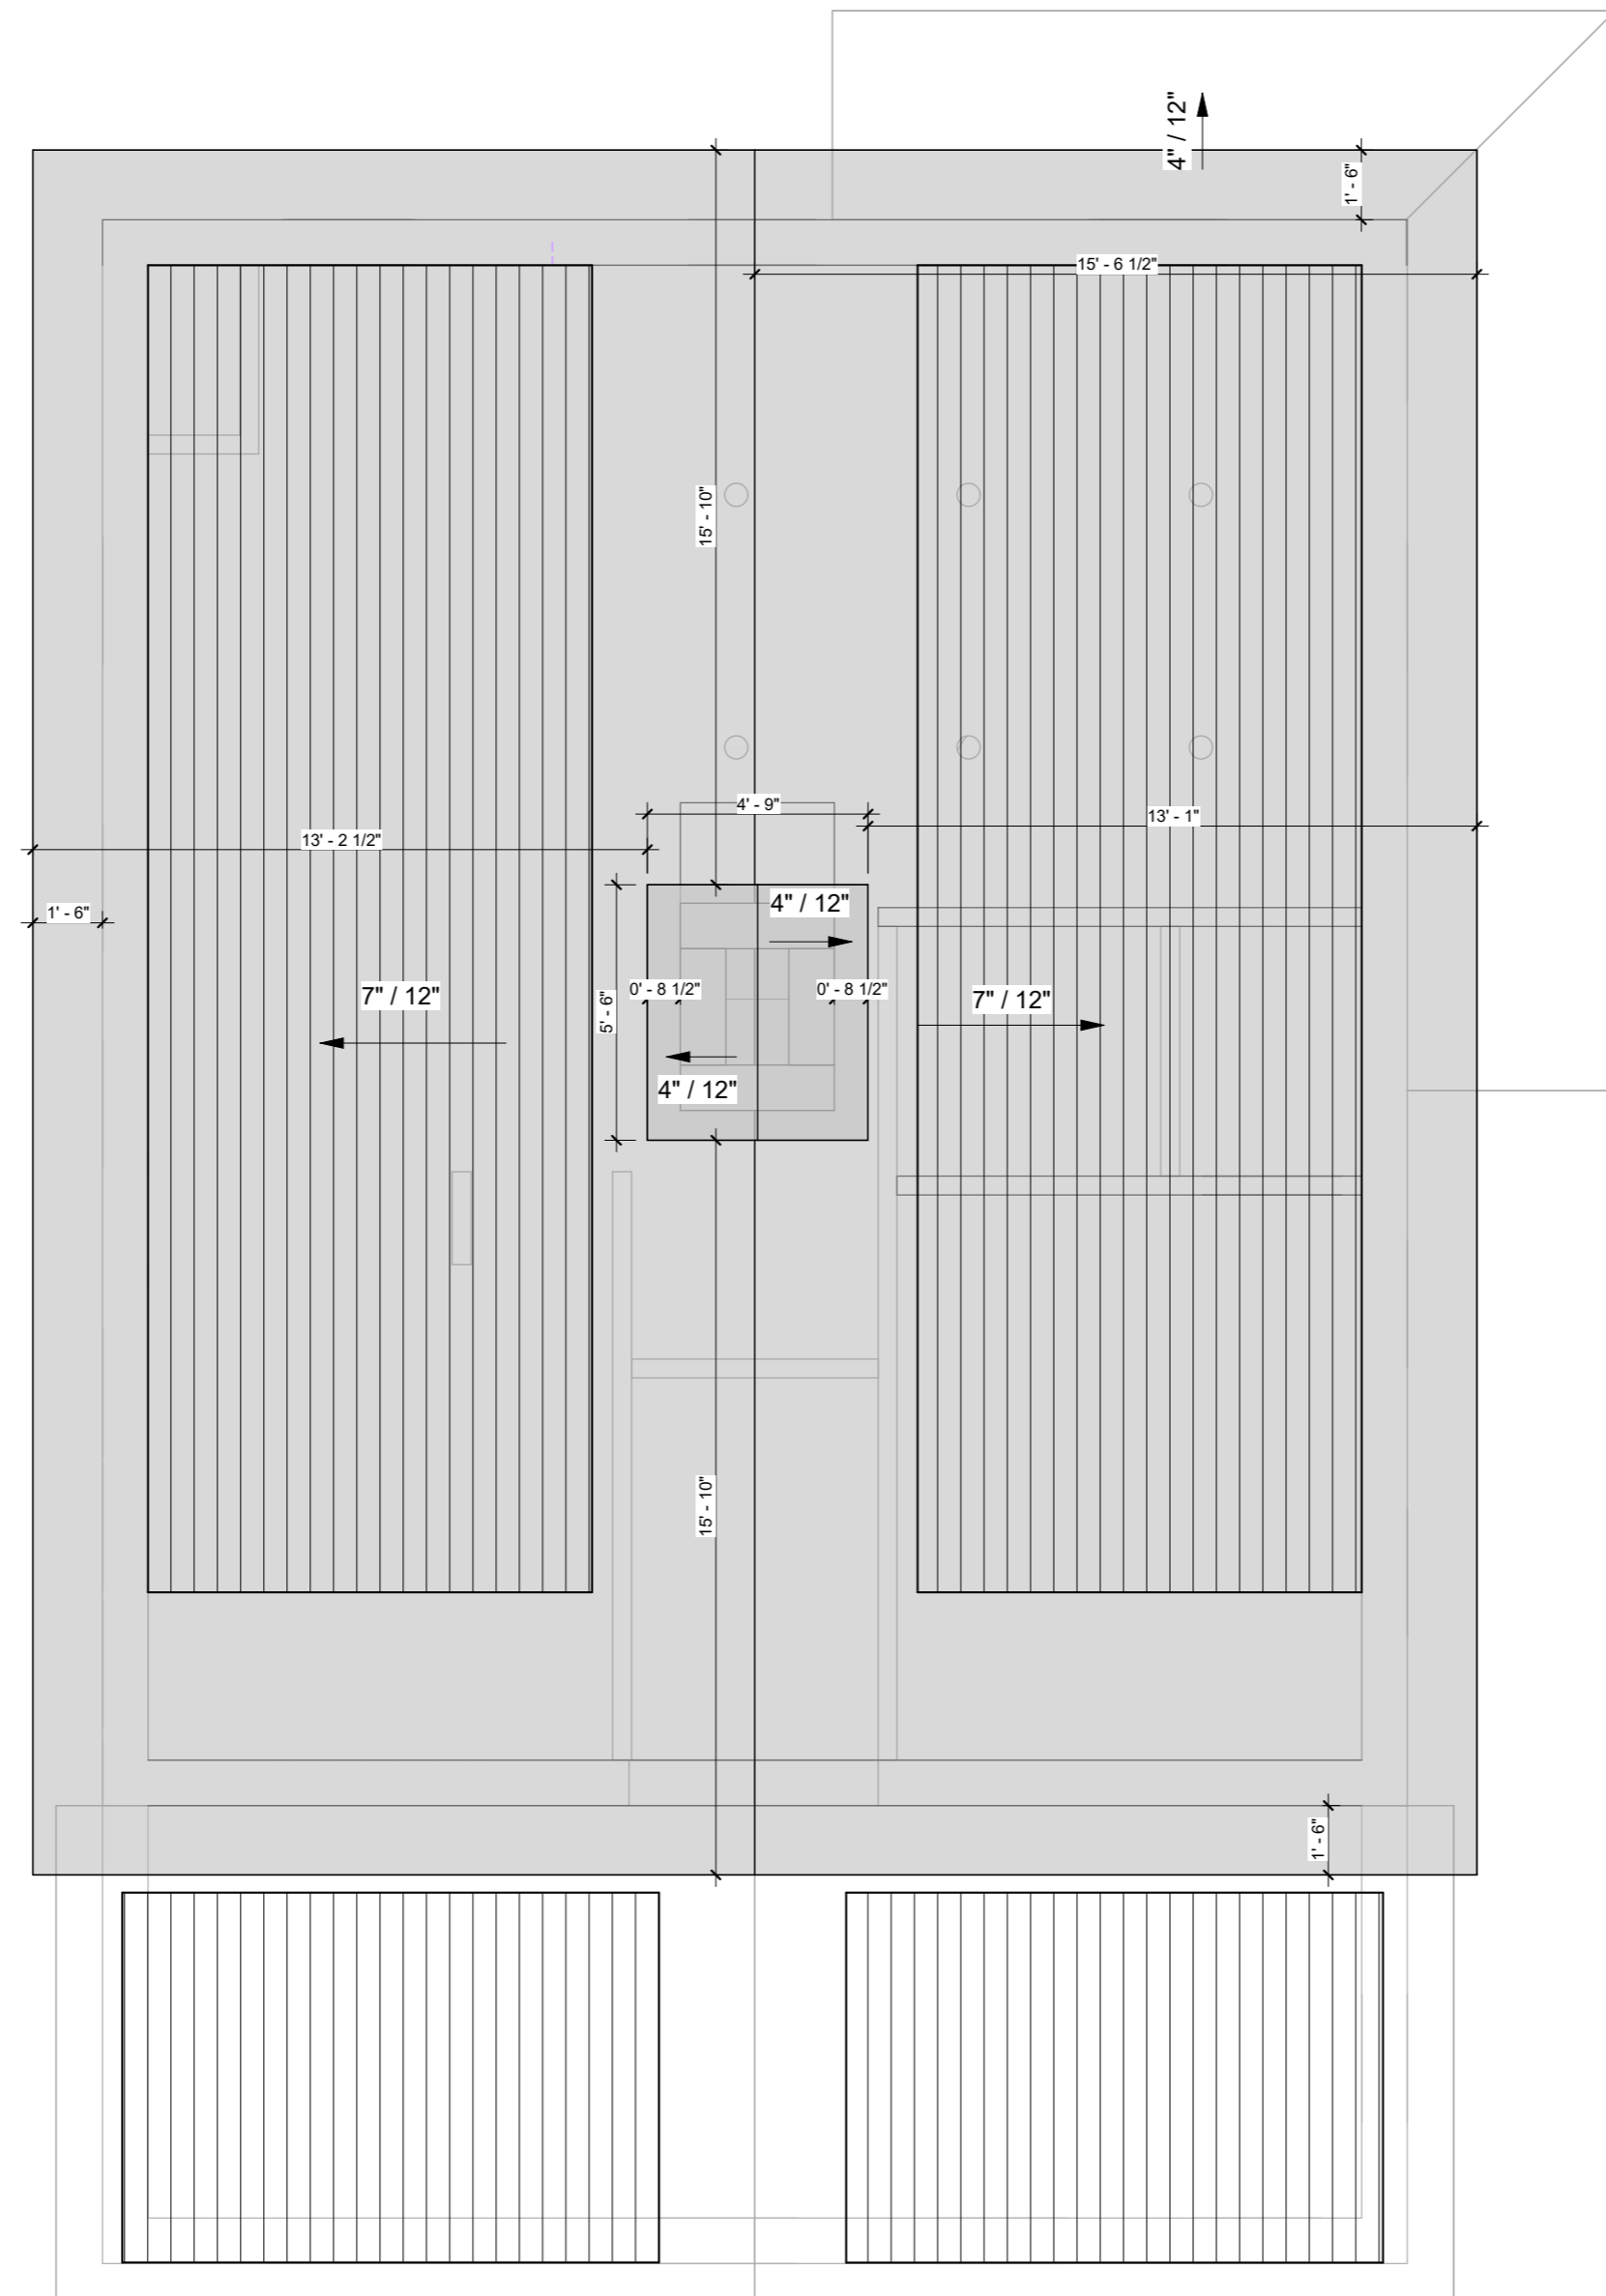 4" / 12"
1' - 6"
15' - 6 1/2"
15' - 10"
4' - 9"
13' - 1"
13' - 2 1/2"
4" / 12"
1' - 6"
0' - 8 1/2"
0' - 8 1/2"
7" / 12"
7" / 12"
5' - 6"
4" / 12"
15' - 10"
1' - 6"